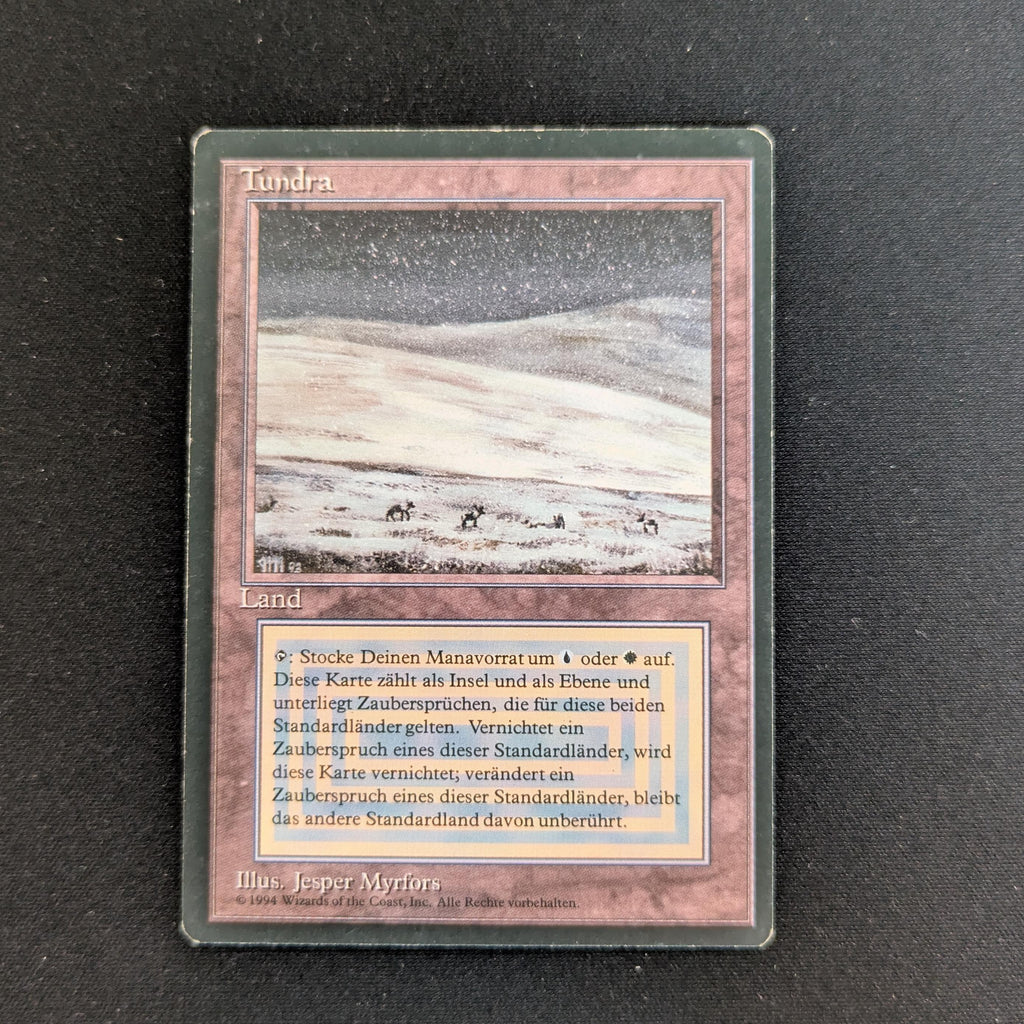 Tundra
Land
: Stocke Deinen Manavorrat um oder auf.
Diese Karte zählt als Insel und als Ebene und
unterliegt Zaubersprüchen, die für diese beiden
Standardländer gelten. Vernichtet ein
Zauberspruch eines dieser Standardländer, wird
diese Karte vernichtet; verändert ein
Zauberspruch eines dieser Standardländer, bleibt
das andere Standardland davon unberührt.
Illus. Jesper Myrfors
© 1994 Wizards of the Coast, Inc. Alle Rechte vorbehalten.